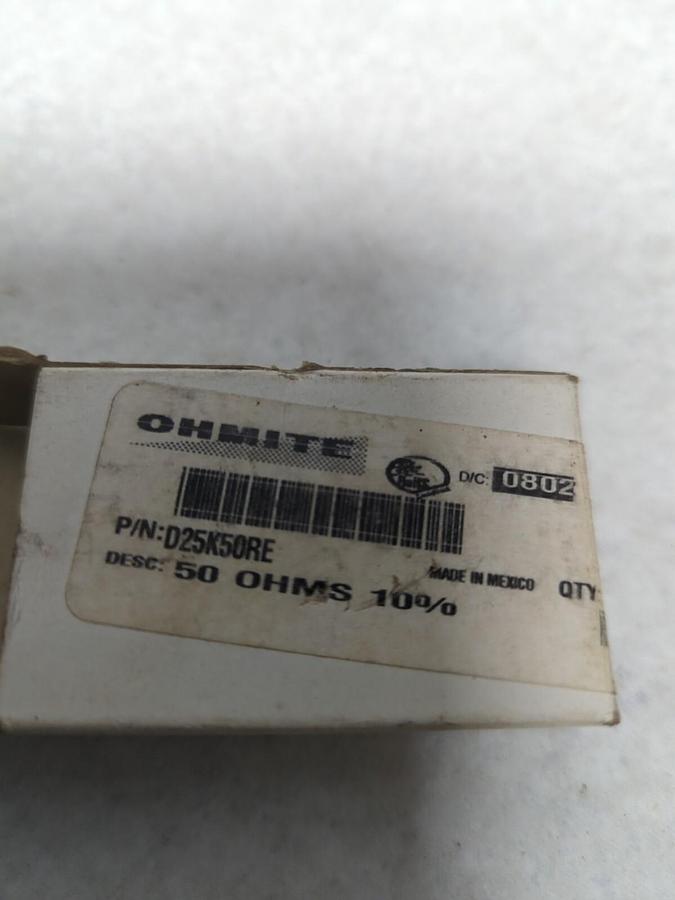 OHMITE
D/C: 0802
P/N: D25K50RE
DESC: 50 OHMS 10%
MADE IN MEXICO QTY